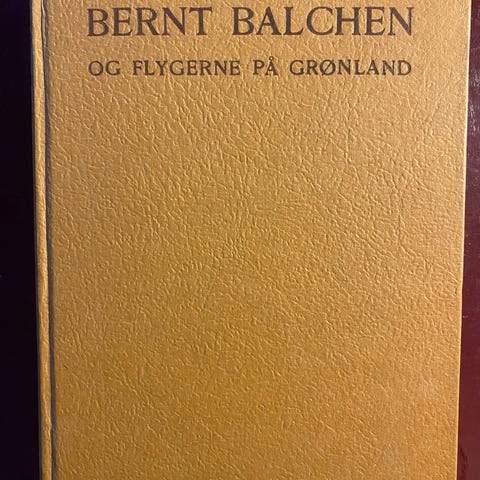 BERNT BALCHEN
OG FLYGERNE PÅ GRØNLAND